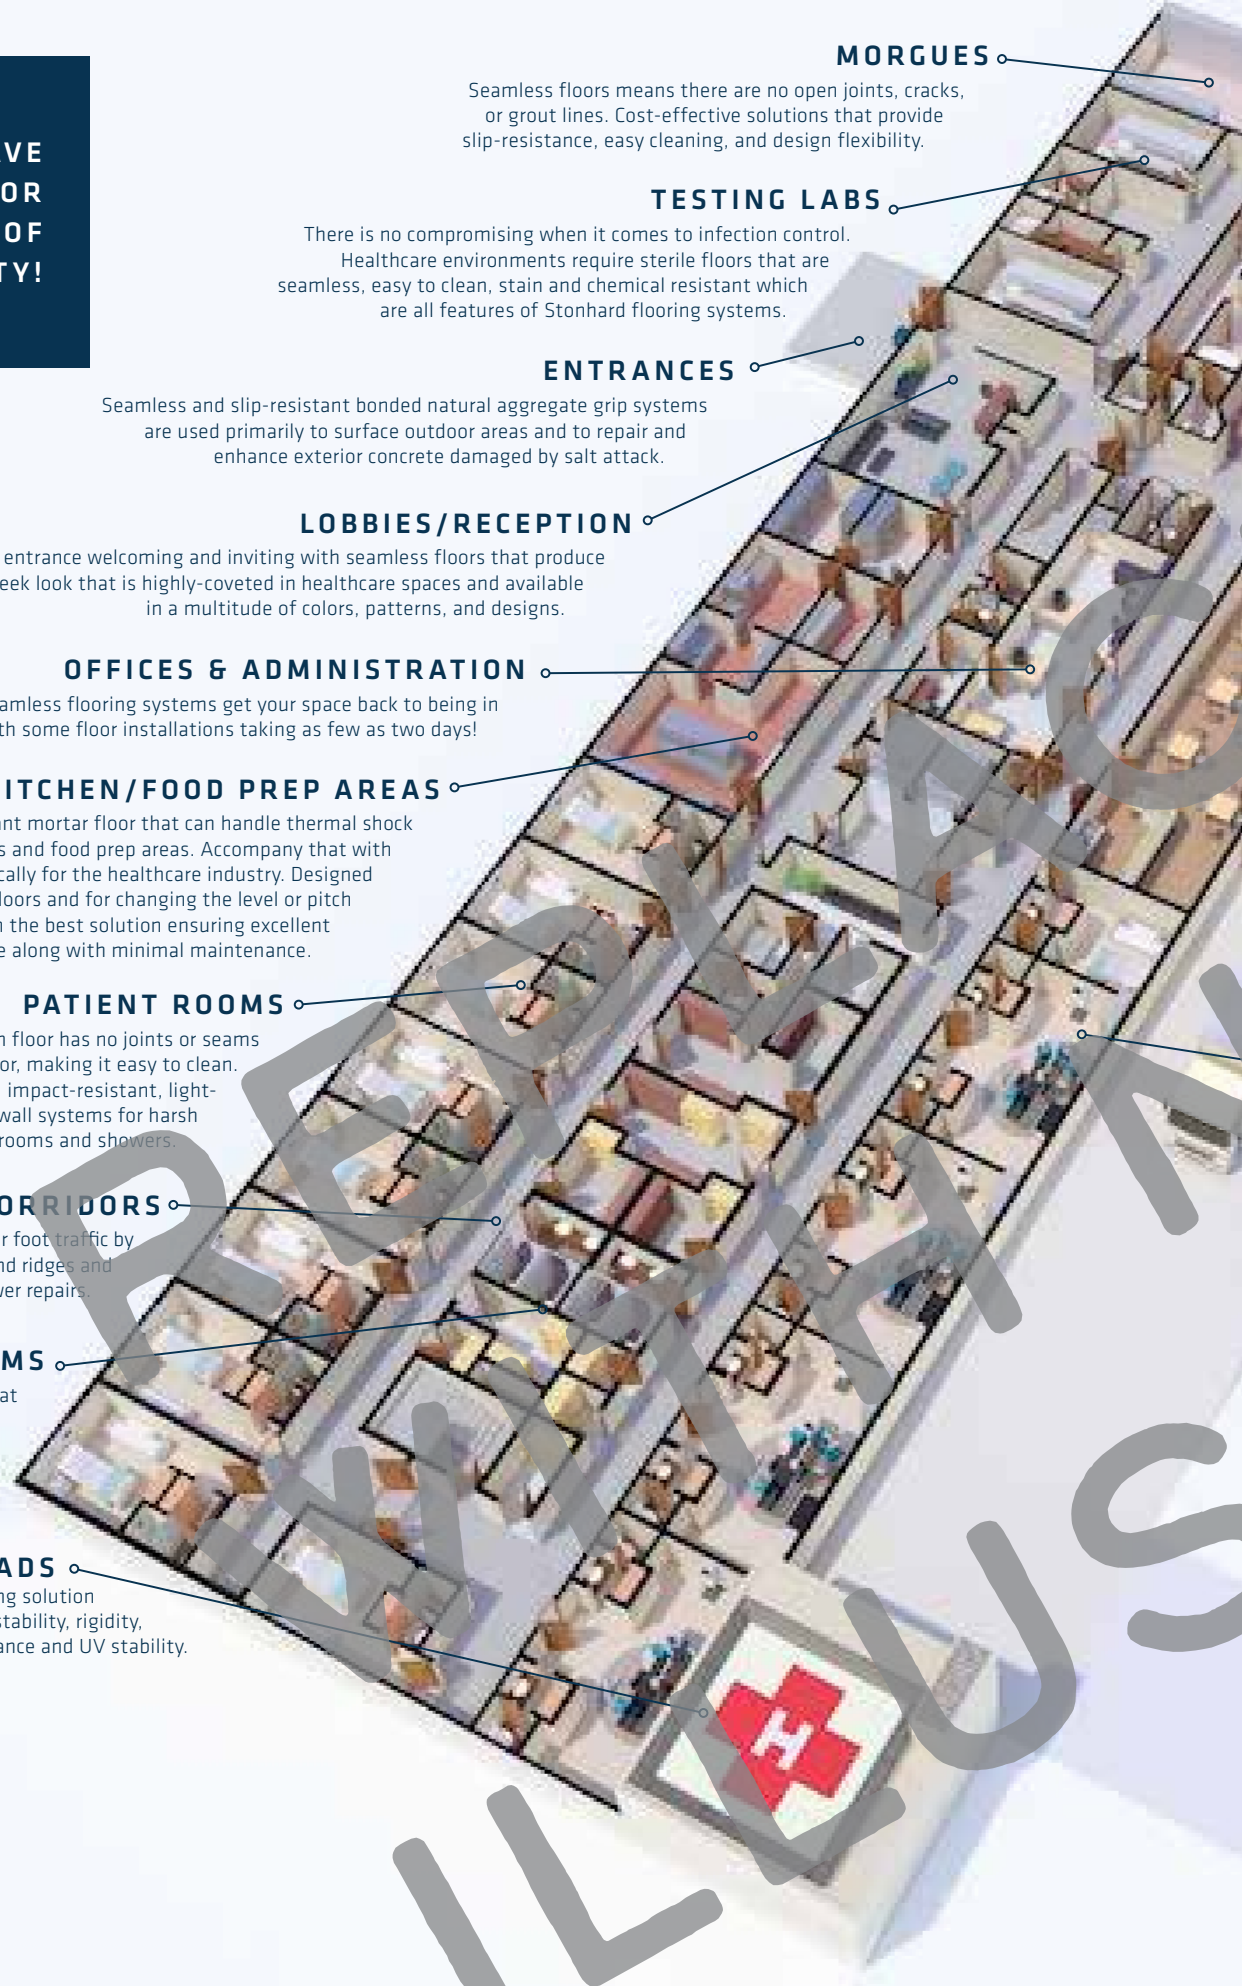 MORGUES
Seamless floors means there are no open joints, cracks,
or grout lines. Cost-effective solutions that provide
slip-resistance, easy cleaning, and design flexibility.
VE
OR
OF
TY!
TESTING LABS
There is no compromising when it comes to infection control.
Healthcare environments require sterile floors that are
seamless, easy to clean, stain and chemical resistant which
are all features of Stonhard flooring systems.
ENTRANCES
Seamless and slip-resistant bonded natural aggregate grip systems
are used primarily to surface outdoor areas and to repair and
enhance exterior concrete damaged by salt attack.
LOBBIES/RECEPTION
entrance welcoming and inviting with seamless floors that produce
eek look that is highly-coveted in healthcare spaces and available
in a multitude of colors, patterns, and designs.
OFFICES & ADMINISTRATION
amless flooring systems get your space back to being in
th some floor installations taking as few as two days!
ITCHEN/FOOD PREP AREAS
ant mortar floor that can handle thermal shock
s and food prep areas. Accompany that with
cally for the healthcare industry. Designed
loors and for changing the level or pitch
n the best solution ensuring excellent
e along with minimal maintenance.
PATIENT ROOMS
n floor has no joints or seams
or, making it easy to clean.
impact-resistant, light-
wall systems for harsh
rooms and showers.
ORRIDORS
r foot traffic by
nd ridges and
wer repairs.
MS
at
ADS
ng solution
stability, rigidity,
ance and UV stability.
H
REPLAC
WITH N
ILLUS